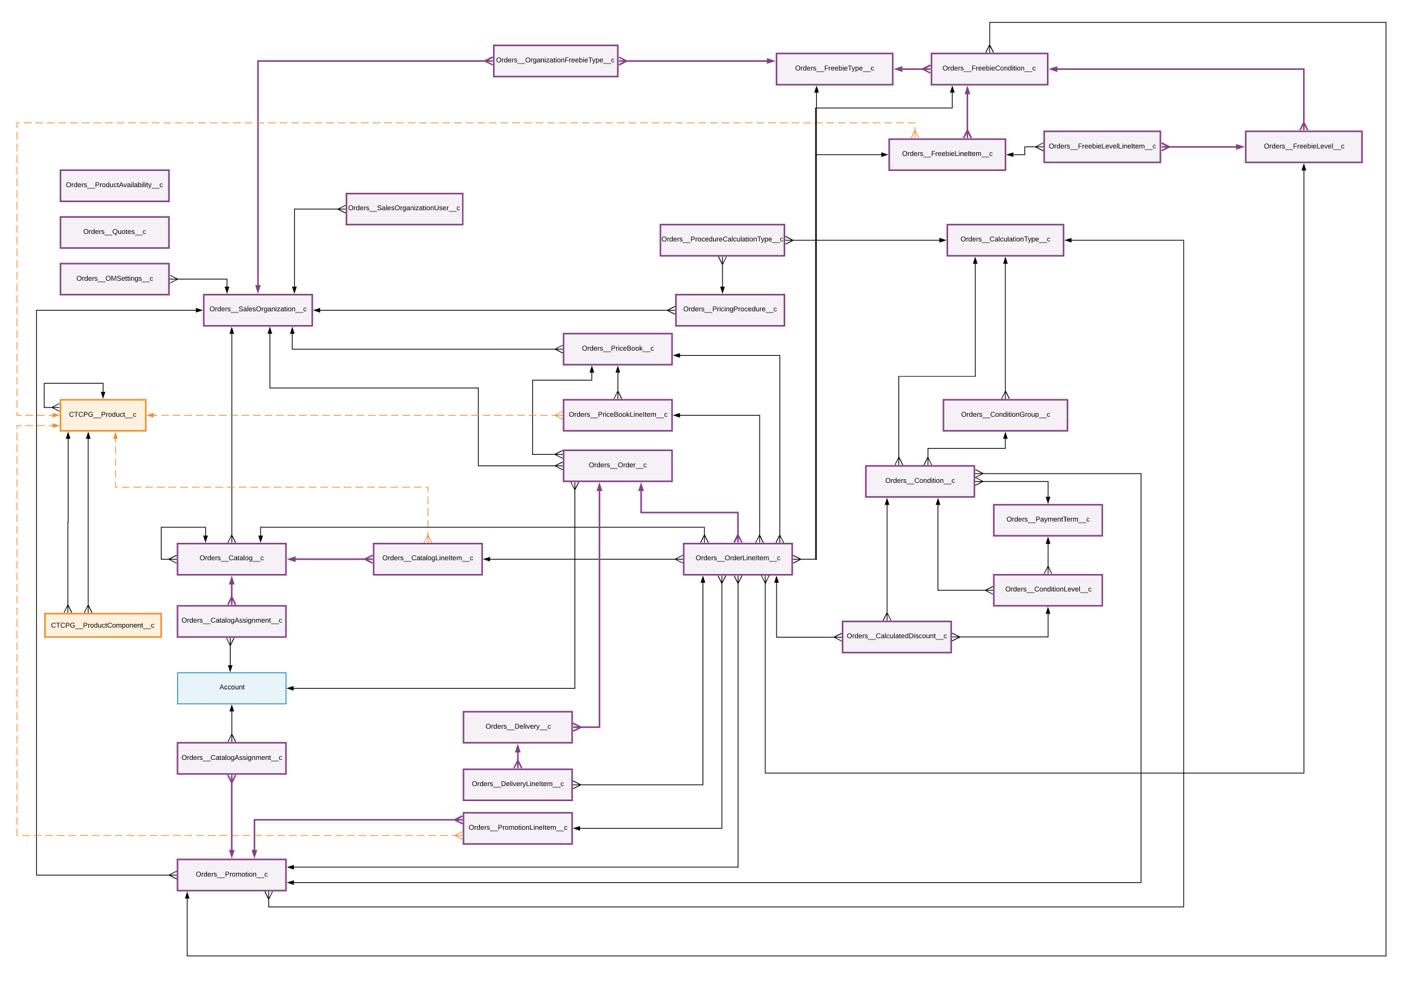 Orders__OrganizationFreebieType__c
Orders__FreebieType__c
Orders__FreebieCondition__c
Orders__FreebieLineItem__c
Orders__FreebieLevelLineItem__c
Orders__FreebieLevel__c
Orders__ProductAvailability__c
Orders__Quotes__c
Orders__OMSettings__c
Orders__SalesOrganizationUser__c
Orders__SalesOrganization__c
Orders__ProcedureCalculationType__c
Orders__CalculationType__c
Orders__PricingProcedure__c
Orders__PriceBook__c
CTCPG__Product__c
Orders__PriceBookLineItem__c
Orders__ConditionGroup__c
Orders__Order__c
Orders__Condition__c
Orders__PaymentTerm__c
Orders__Catalog__c
Orders__CatalogLineItem__c
Orders__OrderLineItem__c
Orders__ConditionLevel__c
CTCPG__ProductComponent__c
Orders__CatalogAssignment__c
Orders__CalculatedDiscount__c
Account
Orders__Delivery__c
Orders__CatalogAssignment__c
Orders__DeliveryLineItem__c
Orders__PromotionLineItem__c
Orders__Promotion__c